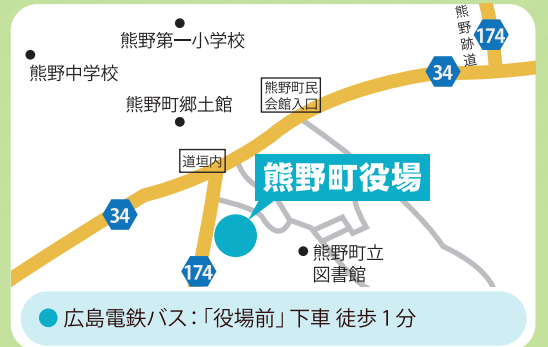 熊野跡道
174
熊野第一小学校
熊野中学校
34
熊野町民
会館入口
熊野町郷土館
道垣内
熊野町役場
34
熊野町立
図書館
174
広島電鉄バス：「役場前」下車 徒歩1分